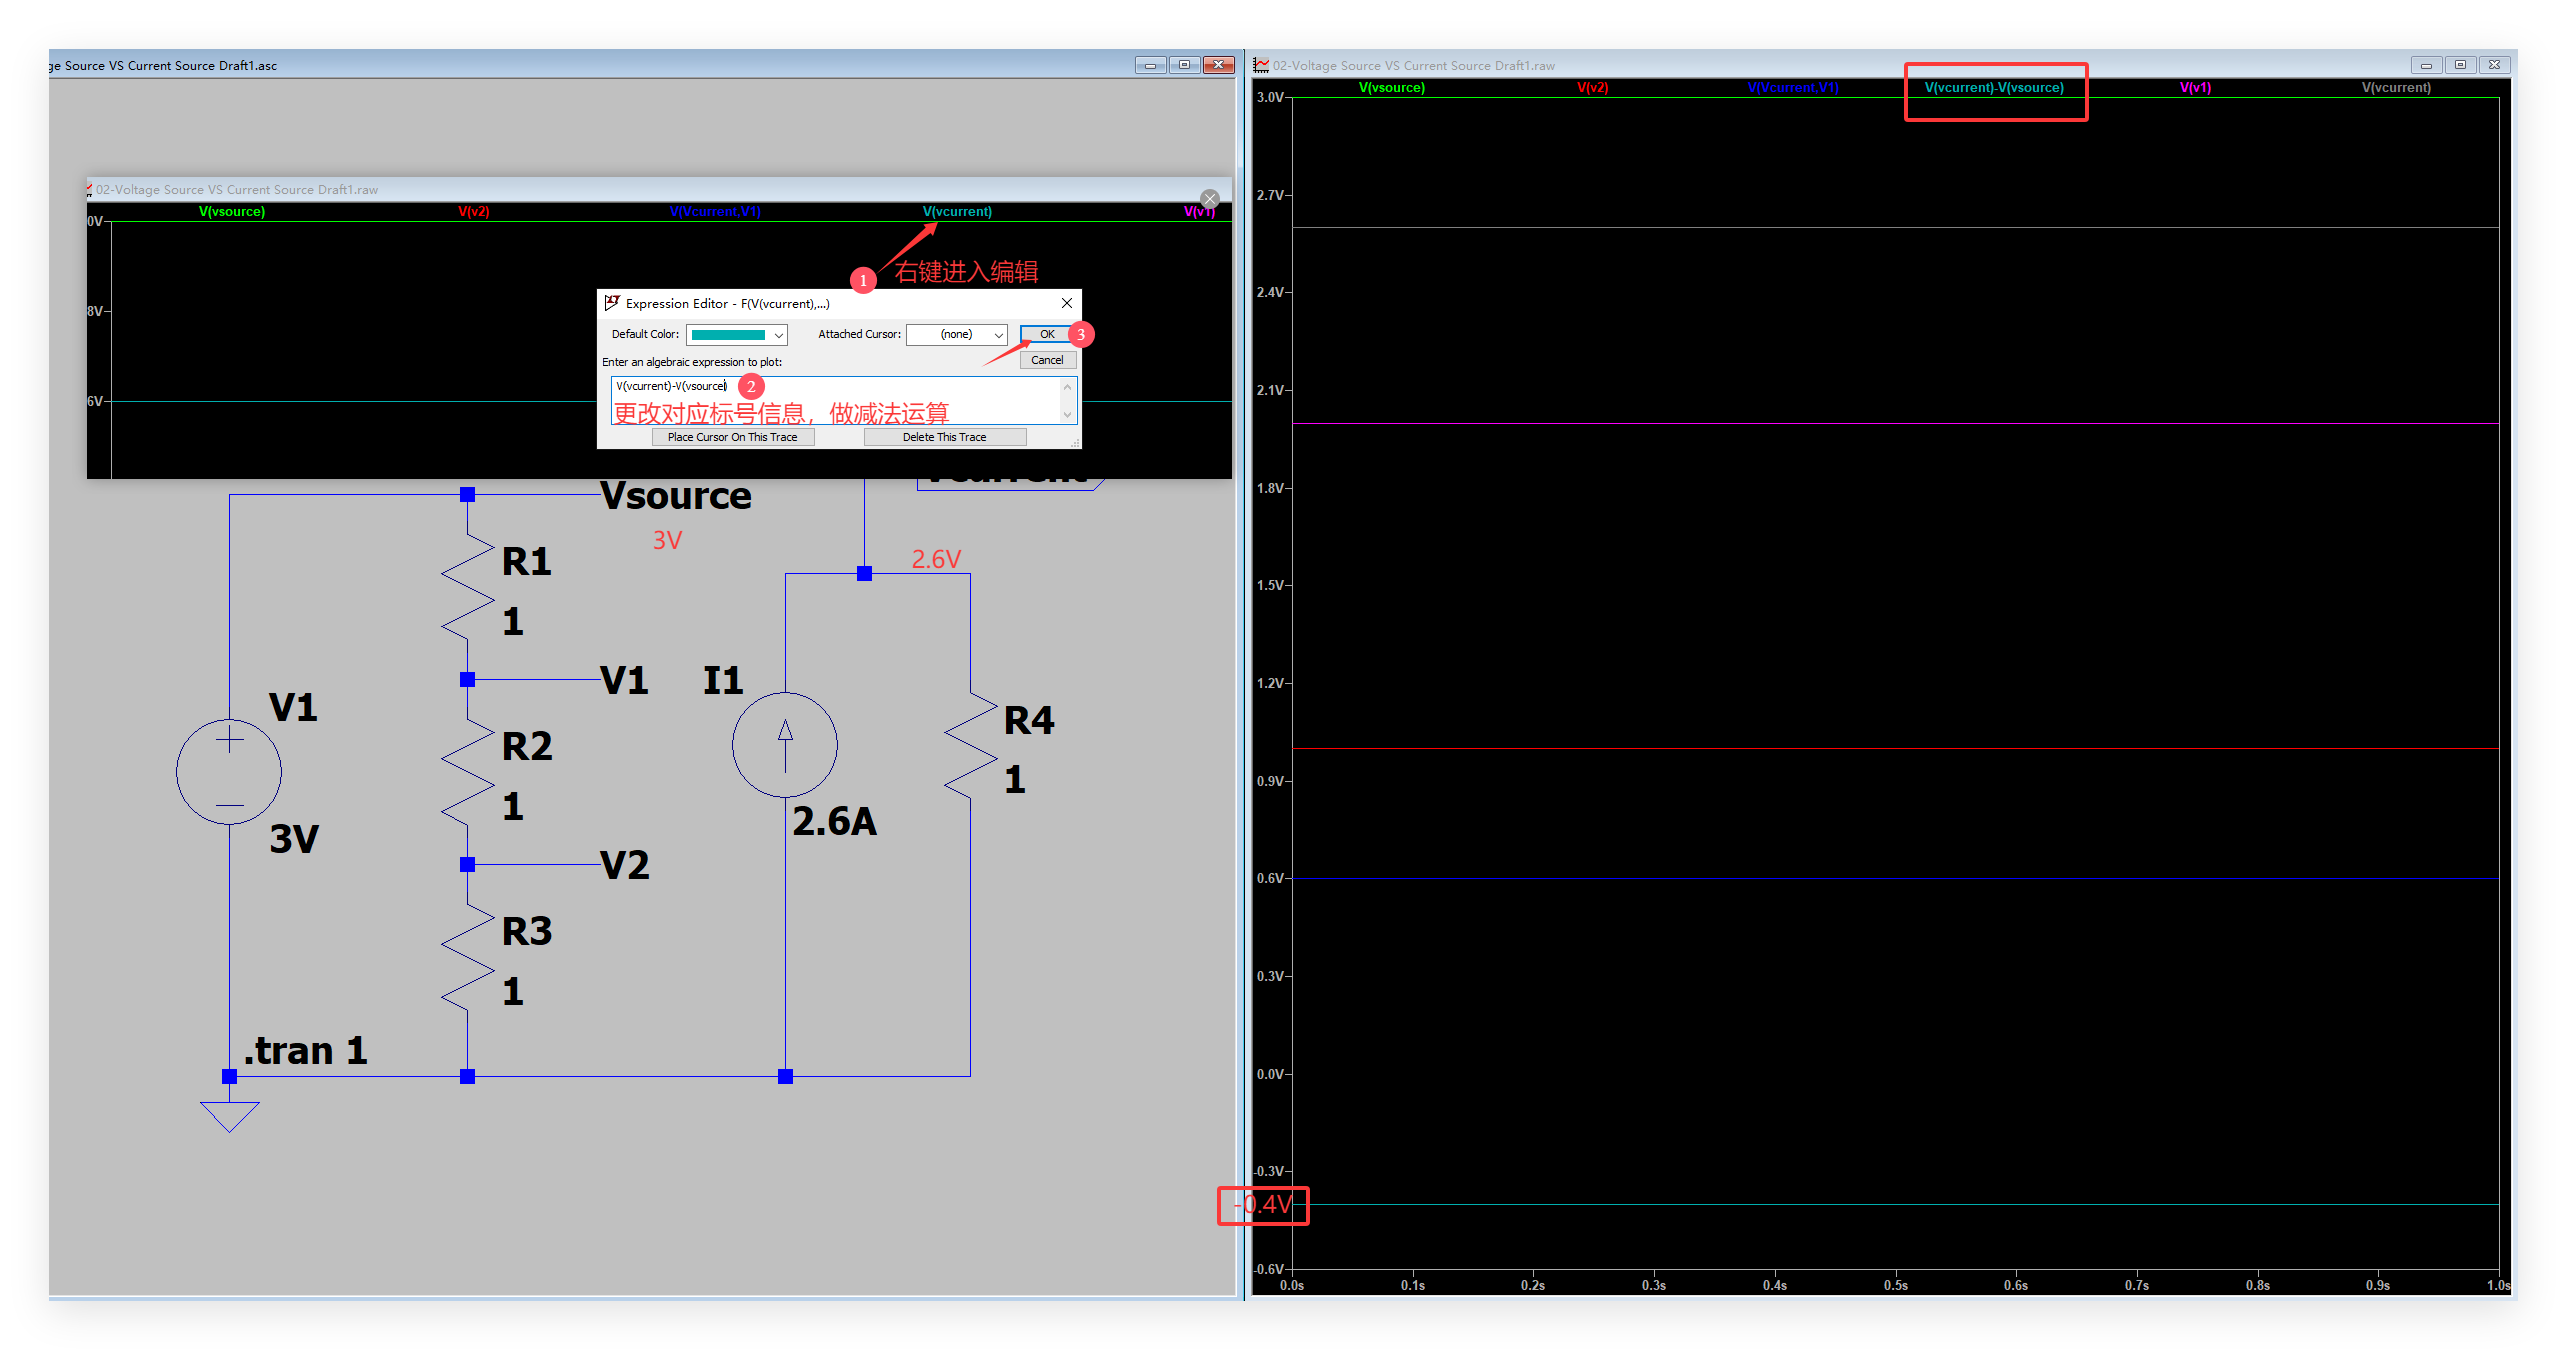 ge Source VS Current Source Draft1.asc
02-Voltage Source VS Current Source Draft1.raw
V(vsource)
V(v2)
V(Vcurrent,V1)
V(vcurrent)
V(v1)
0V
8V
6V
1
右键进入编辑
Expression Editor - F(V(vcurrent),...)
Default Color:
Attached Cursor:
(none)
OK
3
Cancel
Enter an algebraic expression to plot:
V(vcurrent)-V(vsource)
2
更改对应标号信息，做减法运算
Place Cursor On This Trace
Delete This Trace
Vsource
3V
Vcurrent
2.6V
R1
1
V1
I1
V1
R4
R2
1
1
2.6A
3V
V2
R3
1
.tran 1
02-Voltage Source VS Current Source Draft1.raw
V(vsource)
V(v2)
V(Vcurrent,V1)
V(vcurrent)-V(vsource)
V(v1)
V(vcurrent)
3.0V
2.7V
2.4V
2.1V
1.8V
1.5V
1.2V
0.9V
0.6V
0.3V
0.0V
-0.3V
-0.4V
-0.6V
0.0s
0.1s
0.2s
0.3s
0.4s
0.5s
0.6s
0.7s
0.8s
0.9s
1.0s